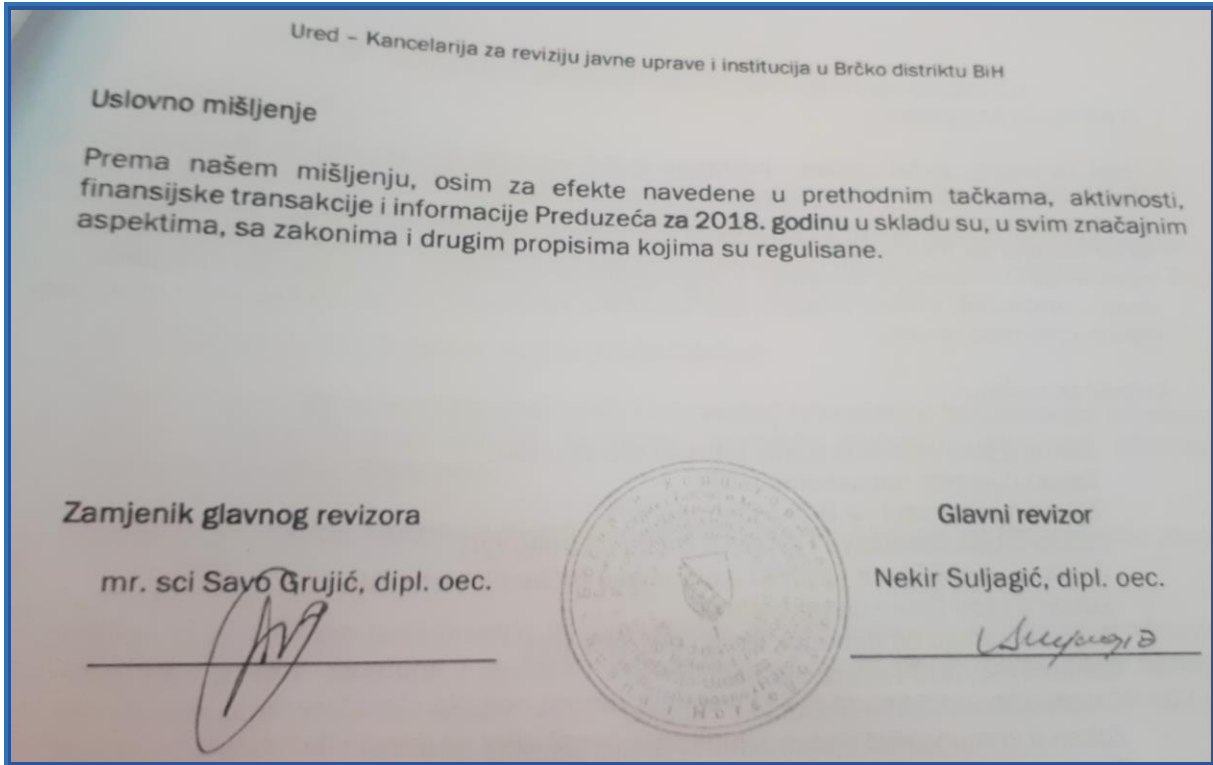 Ured – Kancelarija za reviziju javne uprave i institucija u Brčko distriktu BiH
Uslovno mišljenje
Prema našem mišljenju, osim za efekte navedene u prethodnim tačkama, aktivnosti,
finansijske transakcije i informacije Preduzeća za 2018. godinu u skladu su, u svim značajnim
aspektima, sa zakonima i drugim propisima kojima su regulisane.
Zamjenik glavnog revizora
mr. sci Savo Grujić, dipl. oec.
Glavni revizor
Nekir Suljagić, dipl. oec.